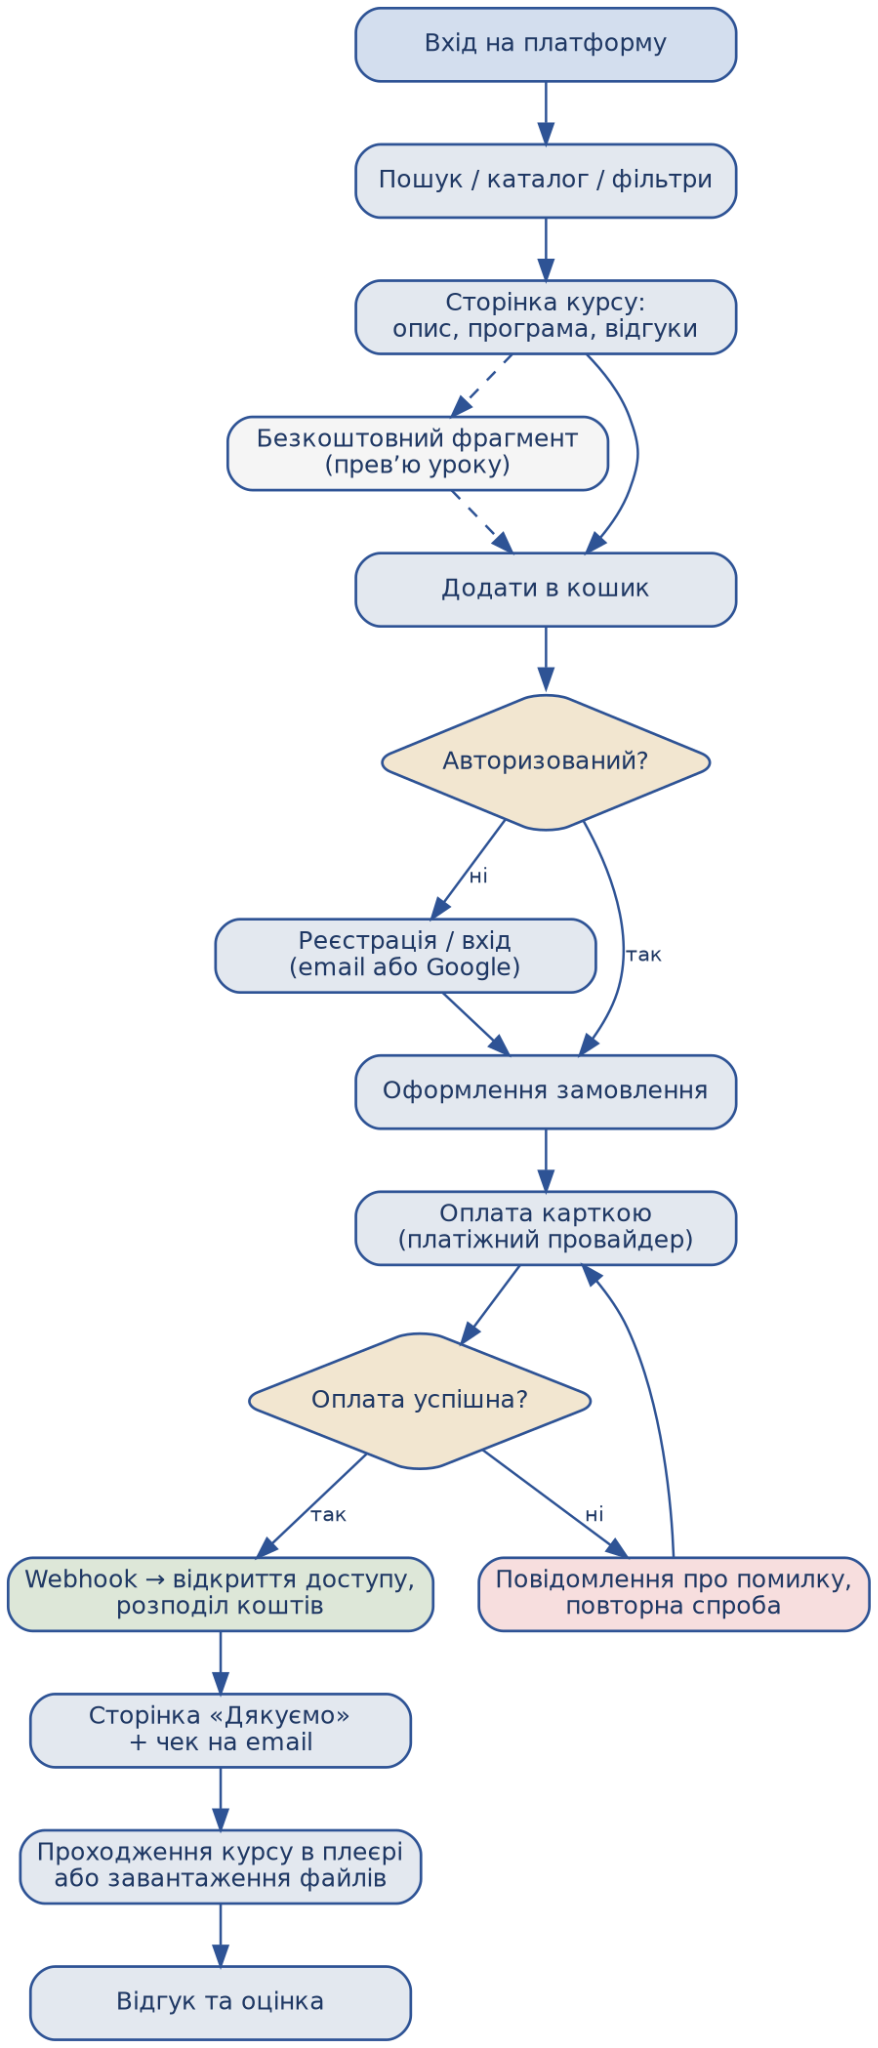 Вхід на платформу
Пошук / каталог / фільтри
Сторінка курсу:
опис, програма, відгуки
Безкоштовний фрагмент
(прев’ю уроку)
Додати в кошик
Авторизований?
ні
Реєстрація / вхід
(email або Google)
так
Оформлення замовлення
Оплата карткою
(платіжний провайдер)
Оплата успішна?
так
ні
Webhook → відкриття доступу,
розподіл коштів
Повідомлення про помилку,
повторна спроба
Сторінка «Дякуємо»
+ чек на email
Проходження курсу в плеєрі
або завантаження файлів
Відгук та оцінка